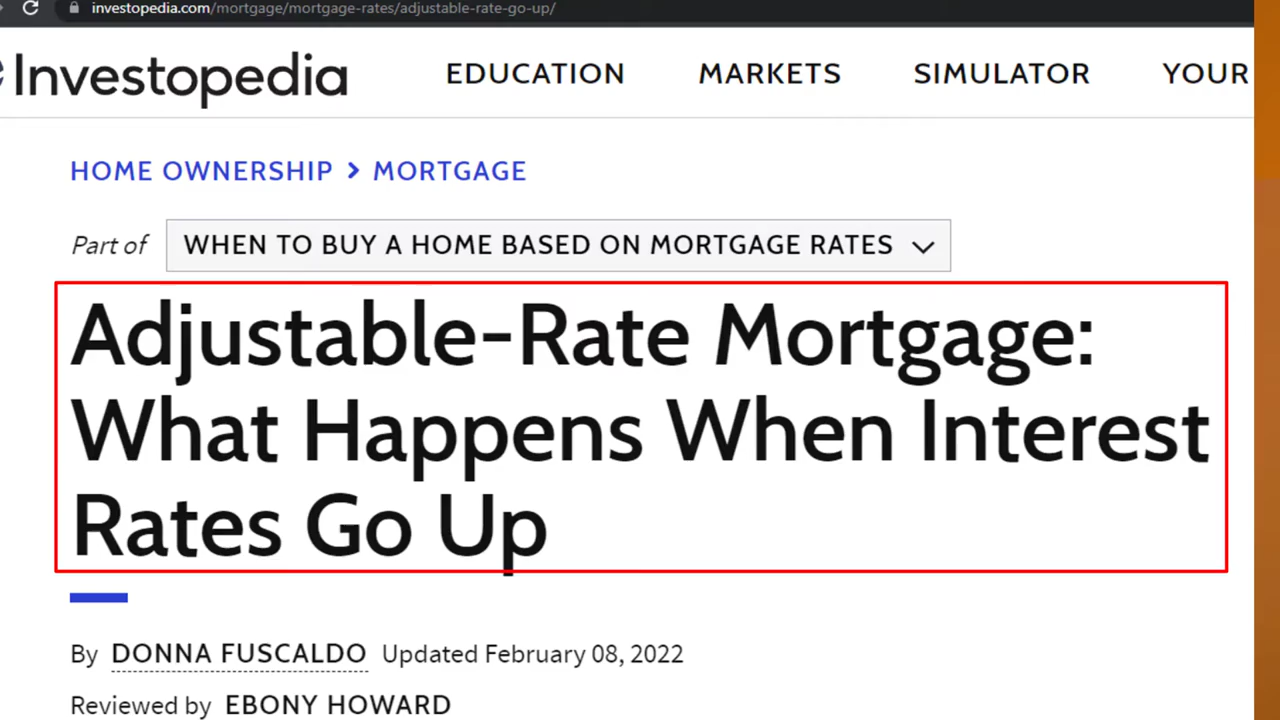 investopedia.com/mortgage/mortgage-rates/adjustable-rate-go-up/
Investopedia EDUCATION MARKETS SIMULATOR YOUR
HOME OWNERSHIP > MORTGAGE
Part of WHEN TO BUY A HOME BASED ON MORTGAGE RATES
Adjustable-Rate Mortgage:
What Happens When Interest
Rates Go Up
By DONNA FUSCALDO Updated February 08, 2022
Reviewed by EBONY HOWARD